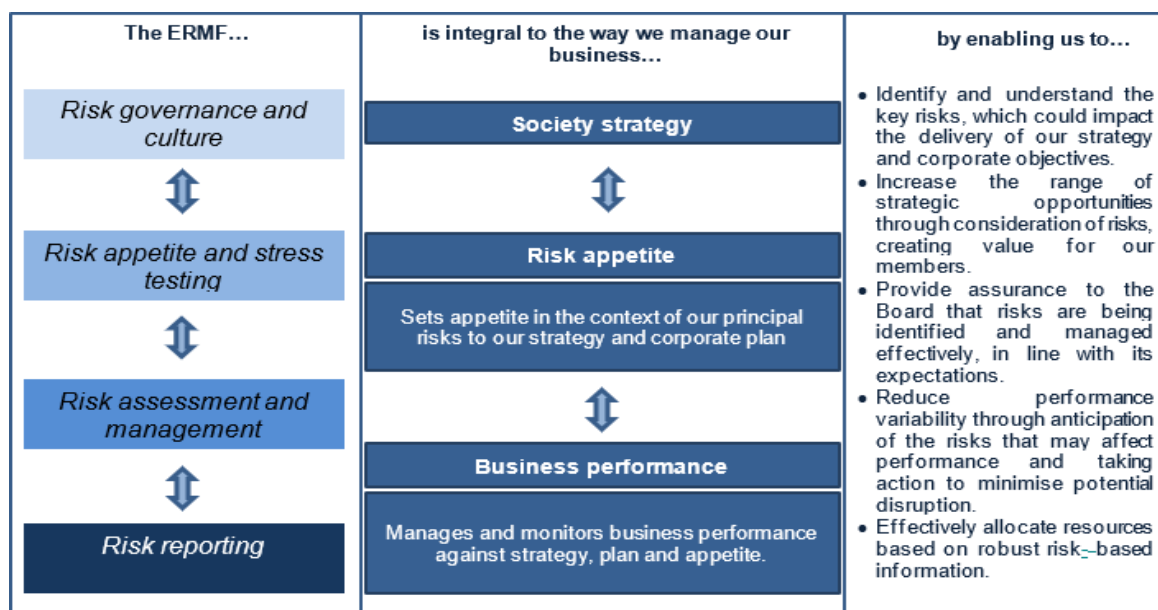 The ERMF…
Risk governance and
culture
Risk appetite and stress
testing
Risk assessment and
management
Risk reporting
is integral to the way we manage our
business…
Society strategy
Risk appetite
Sets appetite in the context of our principal
risks to our strategy and corporate plan
Business performance
Manages and monitors business performance
against strategy, plan and appetite.
by enabling us to…
• Identify and understand the
key risks, which could impact
the delivery of our strategy
and corporate objectives.
• Increase the range of
strategic opportunities
through consideration of risks,
creating value for our
members.
• Provide assurance to the
Board that risks are being
identified and managed
effectively, in line with its
expectations.
• Reduce performance
variability through anticipation
of the risks that may affect
performance and taking
action to minimise potential
disruption.
• Effectively allocate resources
based on robust risk-–based
information.